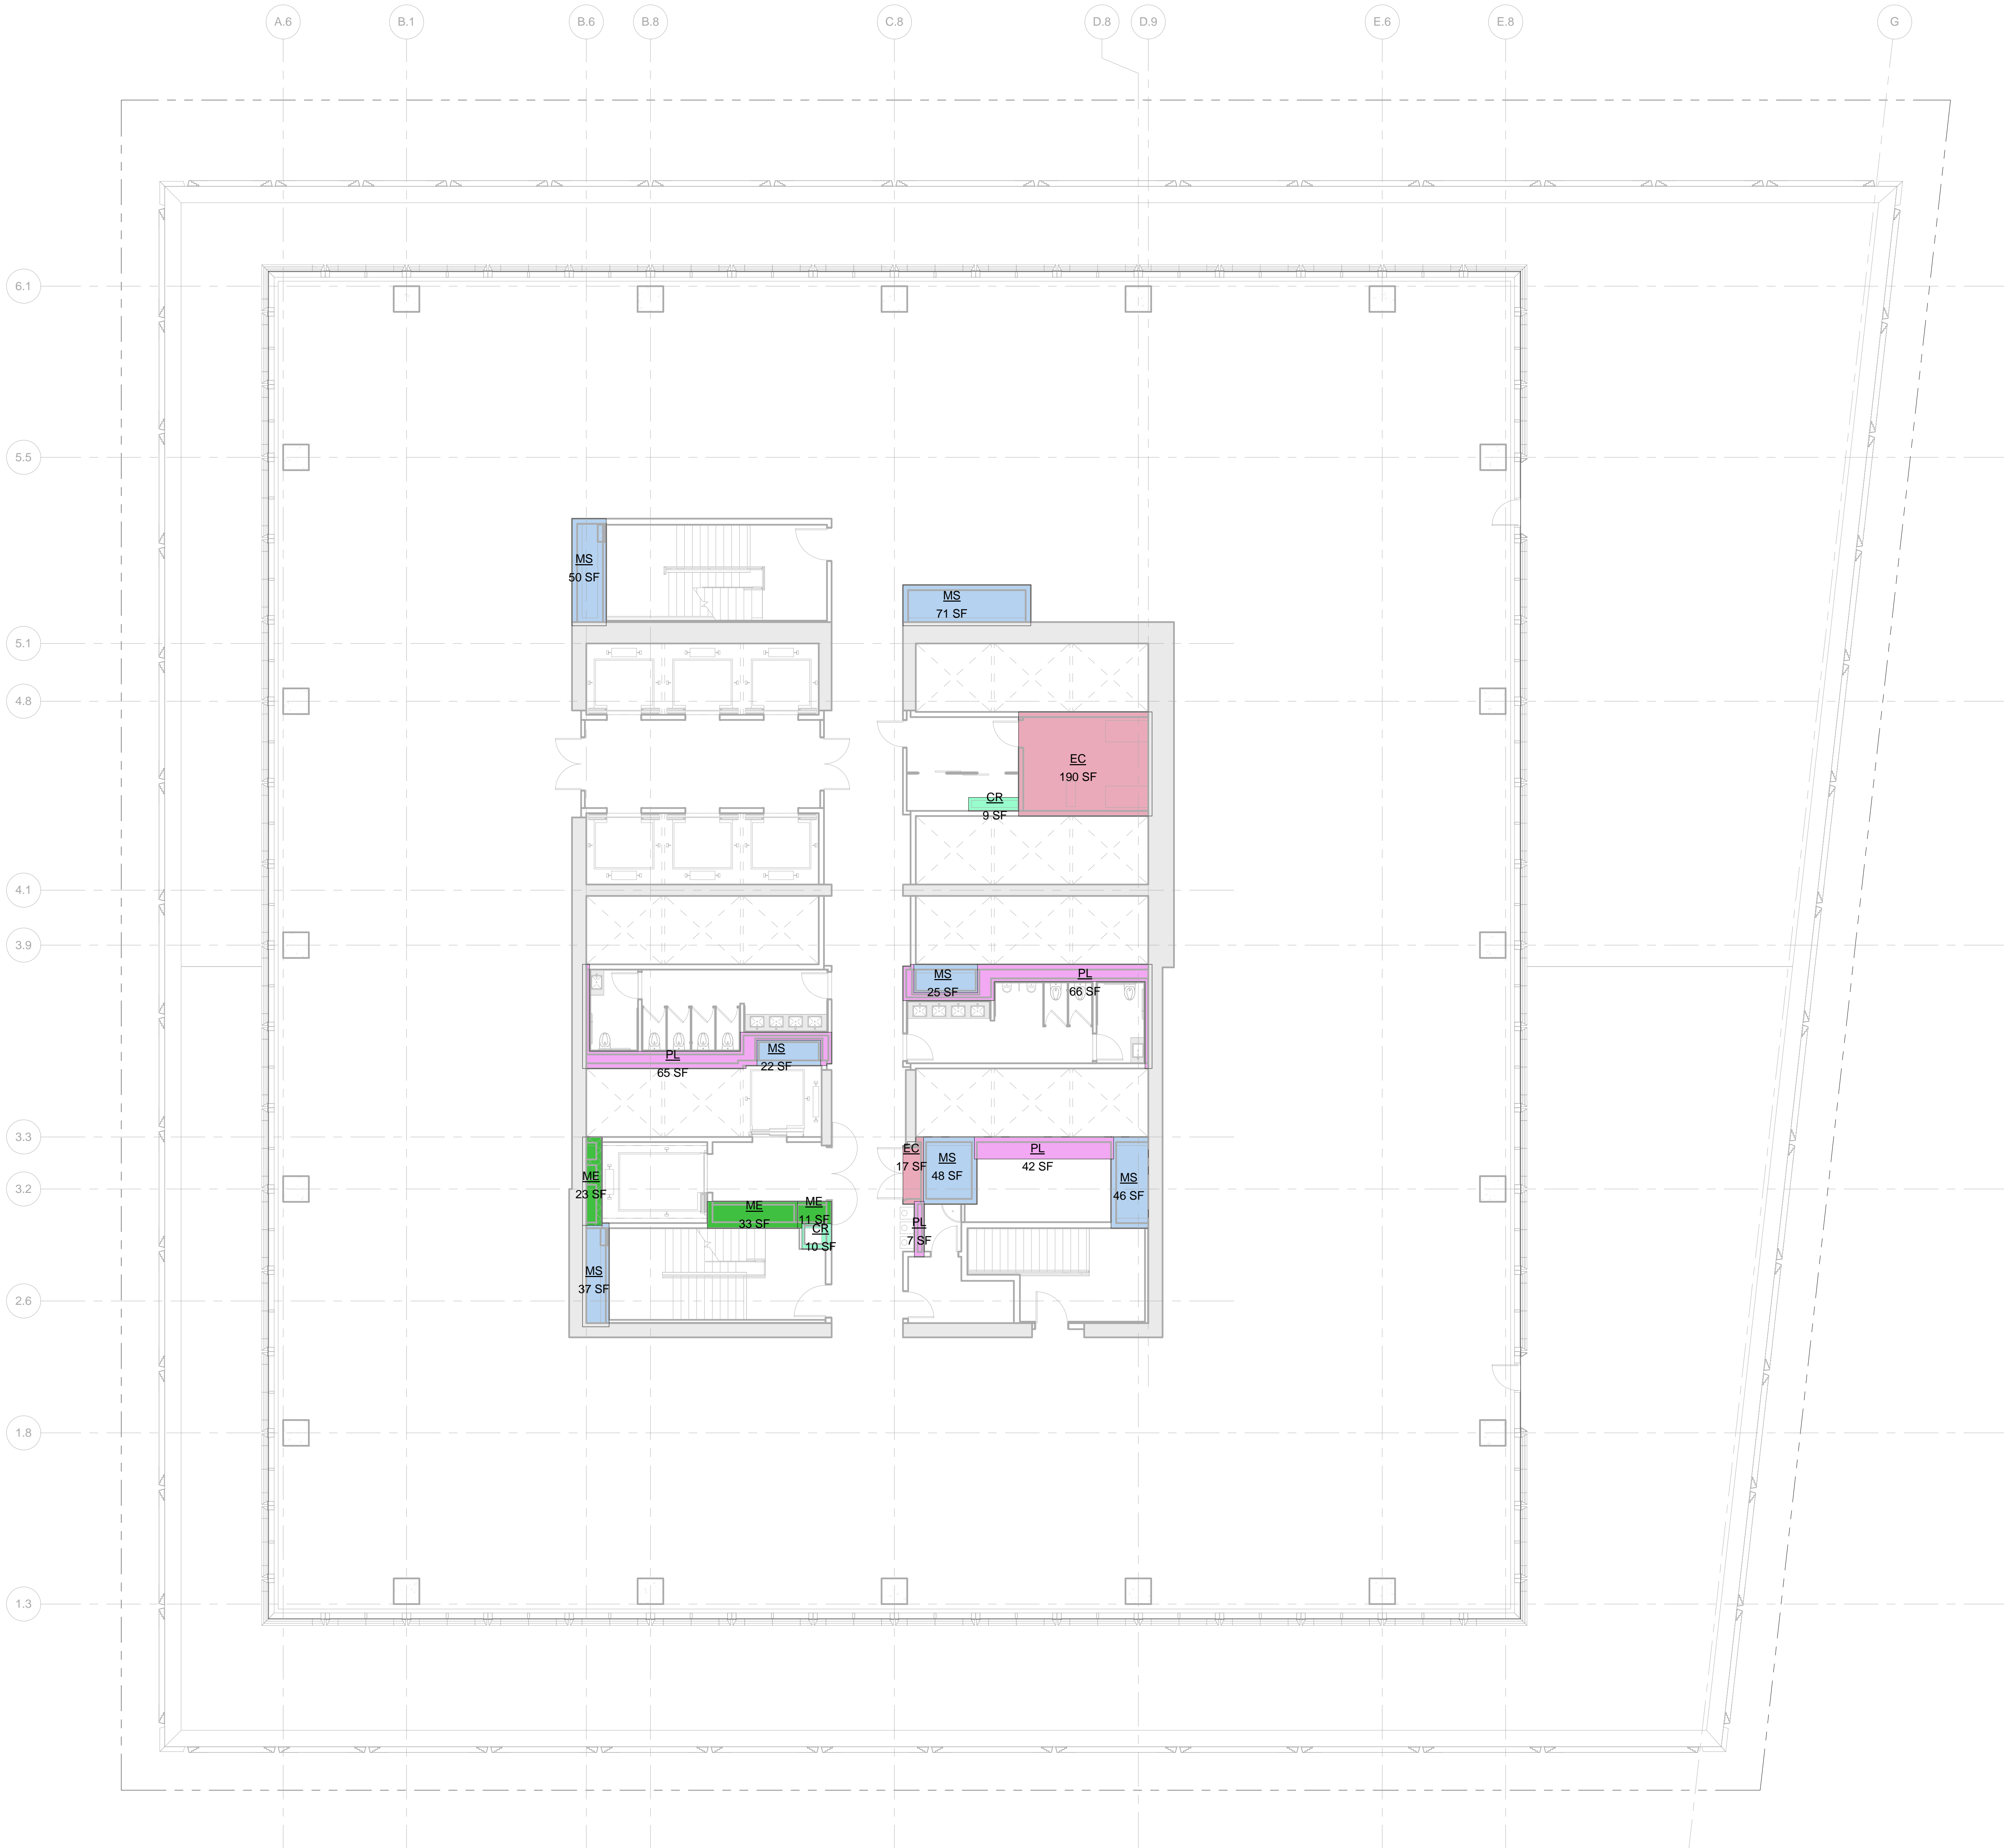 A.6
B.1
B.6
B.8
C.8
D.8
D.9
E.6
E.8
G
6.1
5.5
5.1
4.8
4.1
3.9
3.3
3.2
2.6
1.8
1.3
MS
50 SF
MS
71 SF
EC
190 SF
CR
9 SF
MS
25 SF
PL
66 SF
PL
65 SF
MS
22 SF
EC
17 SF
MS
48 SF
PL
42 SF
MS
46 SF
ME
23 SF
ME
33 SF
ME
11 SF
CR
10 SF
PL
7 SF
MS
37 SF